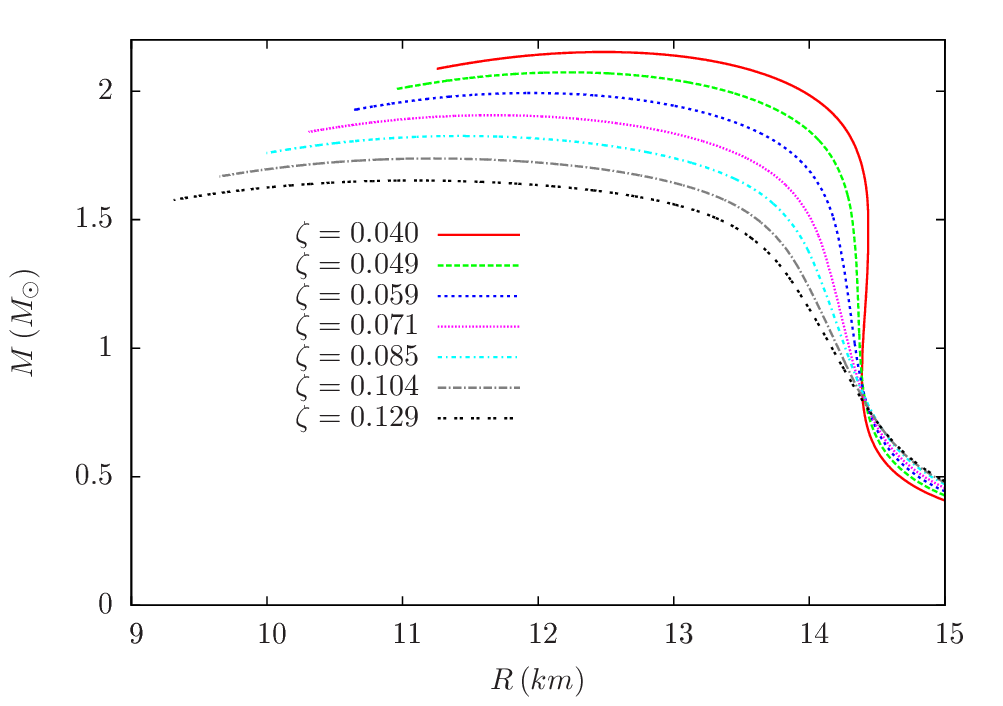 2
1.5
1
0.5
0
M (M⊙)
ζ = 0.040
ζ = 0.049
ζ = 0.059
ζ = 0.071
ζ = 0.085
ζ = 0.104
ζ = 0.129
9 10 11 12 13 14 15
R (km)